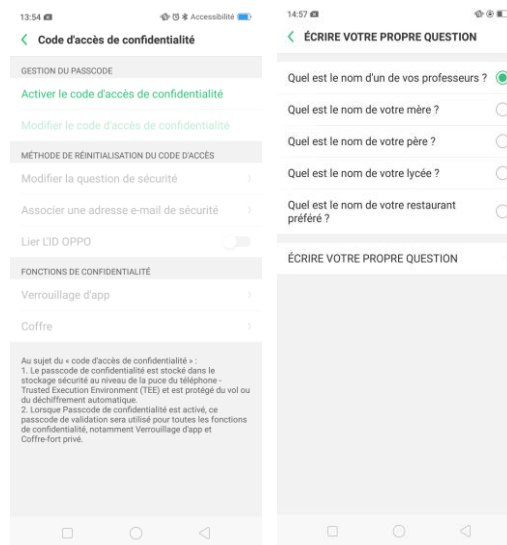 13:54
Accessibilité
Code d'accès de confidentialité
GESTION DU PASSCODE
Activer le code d'accès de confidentialité
Modifier le code d'accès de confidentialité
MÉTHODE DE RÉINITIALISATION DU CODE D'ACCÈS
Modifier la question de sécurité
Associer une adresse e-mail de sécurité
Lier L'ID OPPO
FONCTIONS DE CONFIDENTIALITÉ
Verrouillage d'app
Coffre
Au sujet du « code d'accès de confidentialité » :
1. Le passcode de confidentialité est stocké dans le
stockage sécurité au niveau de la puce du téléphone -
Trusted Execution Environment (TEE) et est protégé du vol ou
du déchiffrement automatique.
2. Lorsque Passcode de confidentialité est activé, ce
passcode de validation sera utilisé pour toutes les fonctions
de confidentialité, notamment Verrouillage d'app et
Coffre-fort privé.
14:57
ÉCRIRE VOTRE PROPRE QUESTION
Quel est le nom d'un de vos professeurs ?
Quel est le nom de votre mère ?
Quel est le nom de votre père ?
Quel est le nom de votre lycée ?
Quel est le nom de votre restaurant
préféré ?
ÉCRIRE VOTRE PROPRE QUESTION